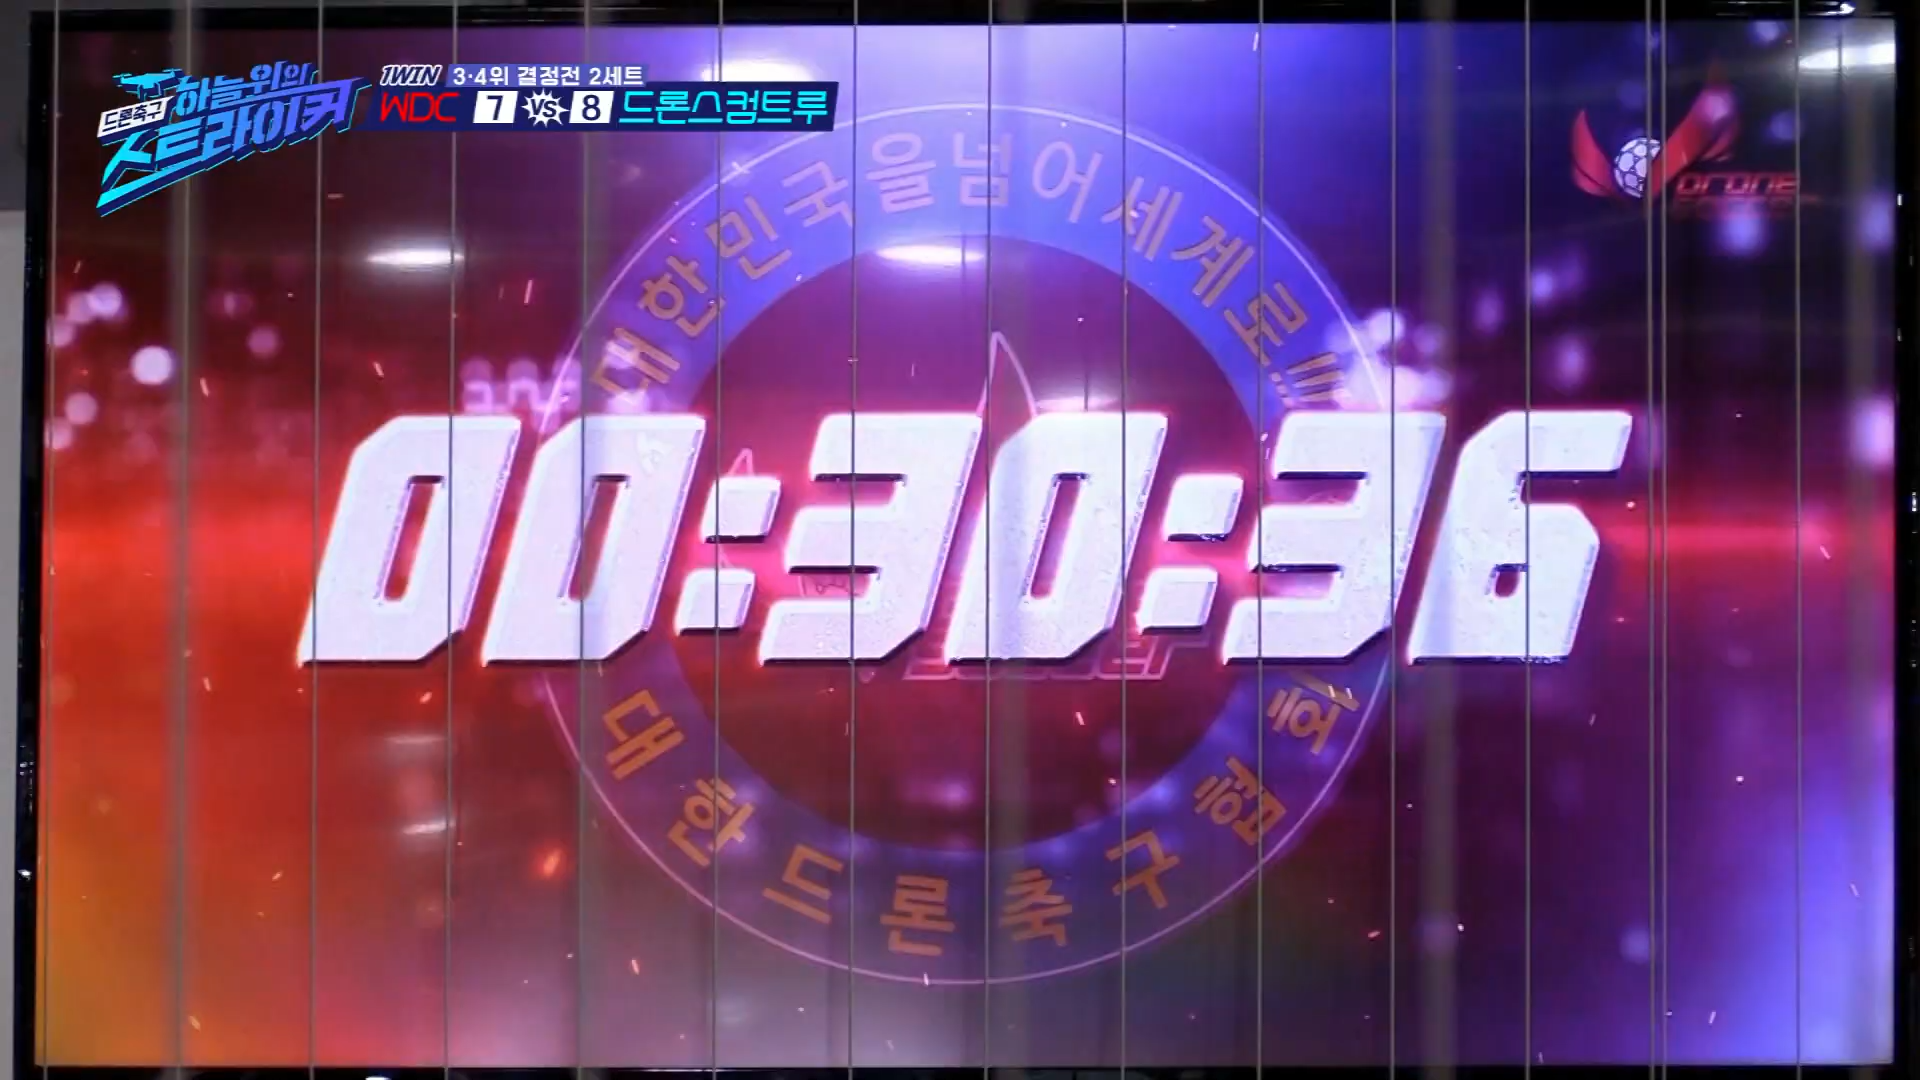 드론축구
하늘위의
스트라이커
1WIN 3·4위 결정전 2세트
WDC 7 VS 8 드론스컴트루
Drone
대한민국을넘어세계로!!!
00:30:36
대한드론축구협회